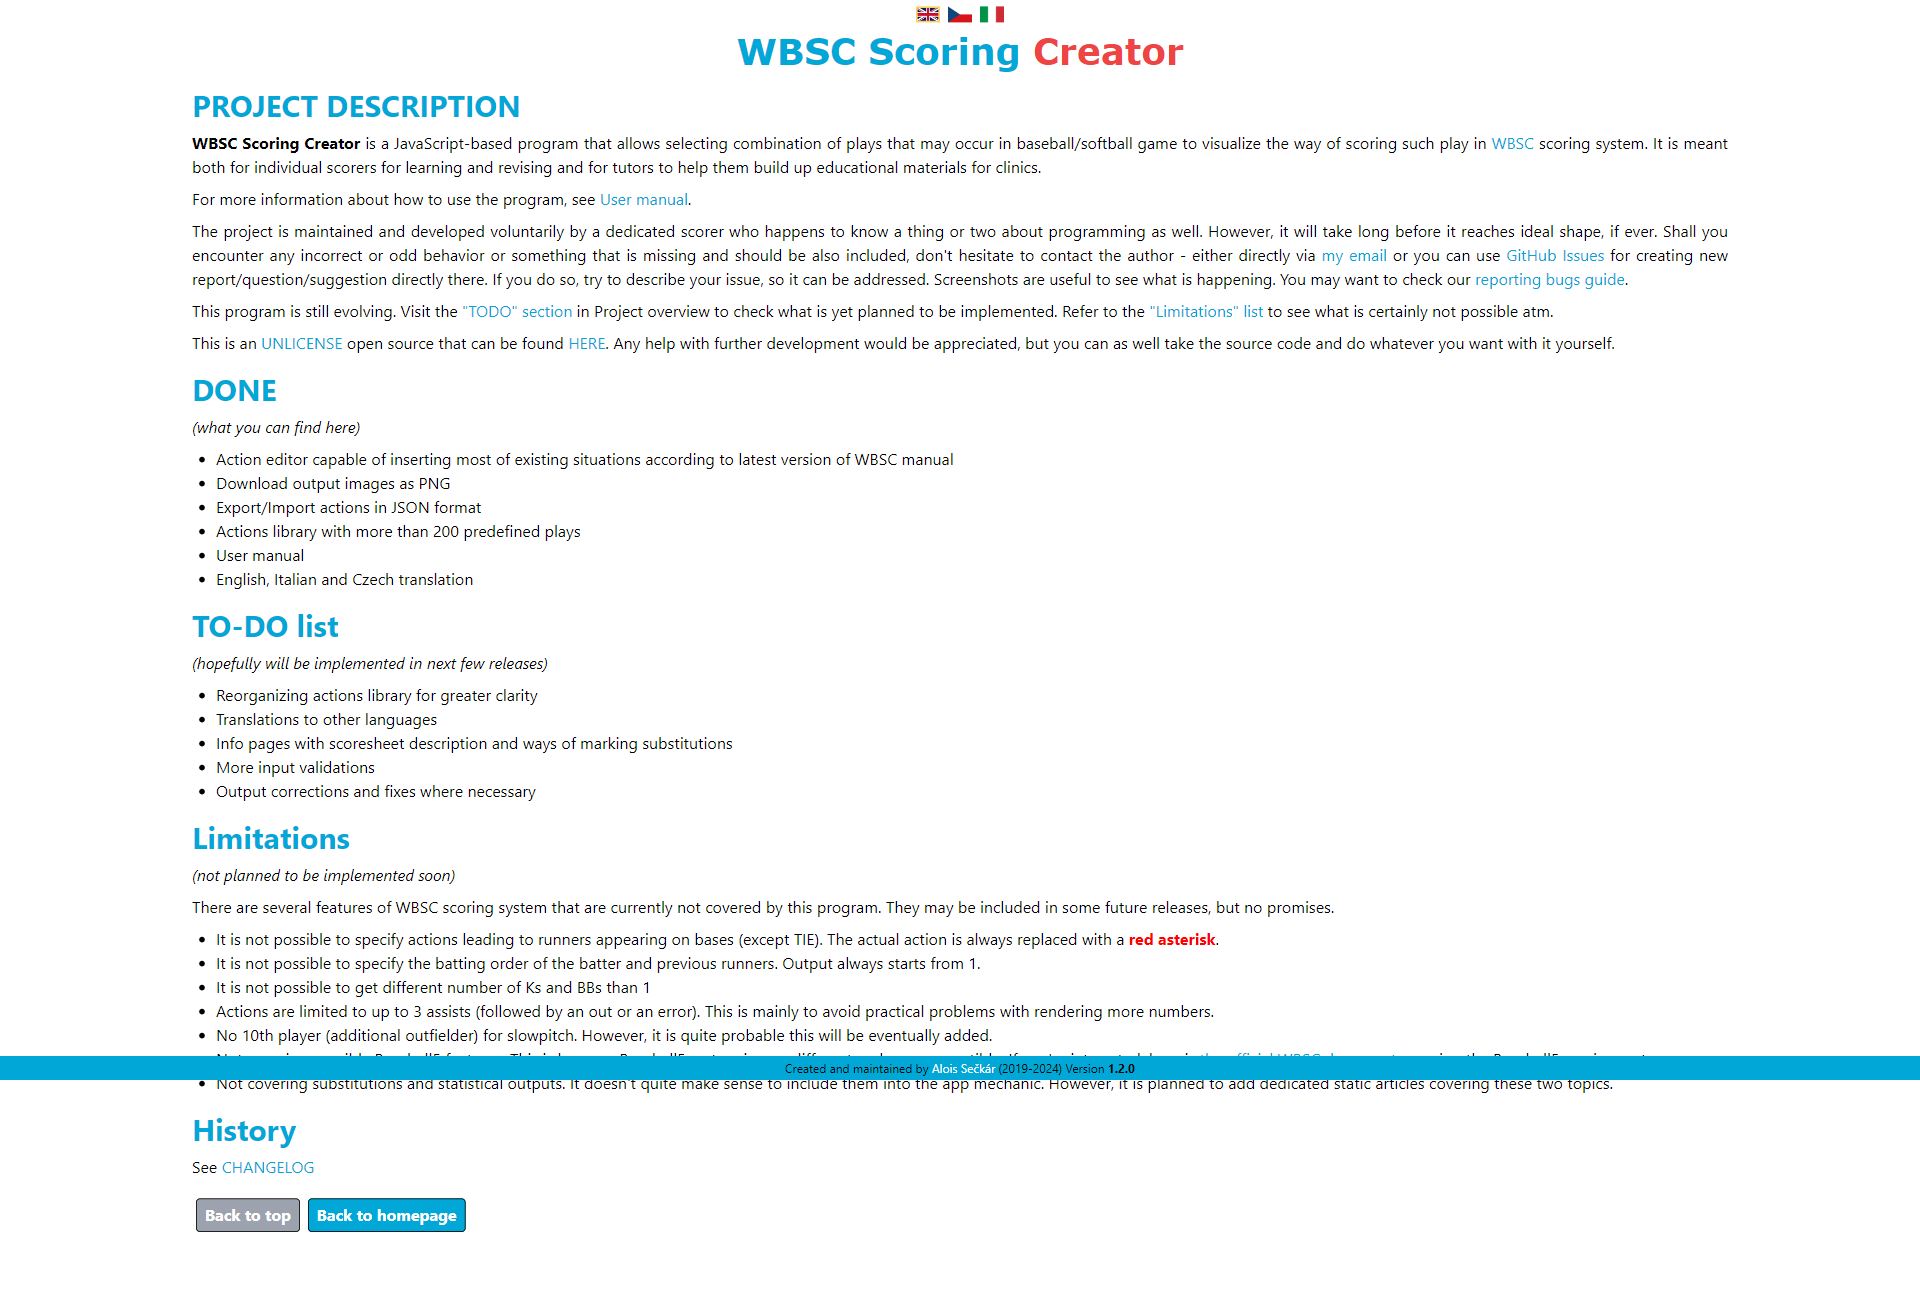 WBSC Scoring Creator
PROJECT DESCRIPTION
WBSC Scoring Creator is a JavaScript-based program that allows selecting combination of plays that may occur in baseball/softball game to visualize the way of scoring such play in WBSC scoring system. It is meant
both for individual scorers for learning and revising and for tutors to help them build up educational materials for clinics.
For more information about how to use the program, see User manual.
The project is maintained and developed voluntarily by a dedicated scorer who happens to know a thing or two about programming as well. However, it will take long before it reaches ideal shape, if ever. Shall you
encounter any incorrect or odd behavior or something that is missing and should be also included, don't hesitate to contact the author - either directly via my email or you can use GitHub Issues for creating new
report/question/suggestion directly there. If you do so, try to describe your issue, so it can be addressed. Screenshots are useful to see what is happening. You may want to check our reporting bugs guide.
This program is still evolving. Visit the "TODO" section in Project overview to check what is yet planned to be implemented. Refer to the "Limitations" list to see what is certainly not possible atm.
This is an UNLICENSE open source that can be found HERE. Any help with further development would be appreciated, but you can as well take the source code and do whatever you want with it yourself.
DONE
(what you can find here)
• Action editor capable of inserting most of existing situations according to latest version of WBSC manual
• Download output images as PNG
• Export/Import actions in JSON format
• Actions library with more than 200 predefined plays
• User manual
• English, Italian and Czech translation
TO-DO list
(hopefully will be implemented in next few releases)
• Reorganizing actions library for greater clarity
• Translations to other languages
• Info pages with scoresheet description and ways of marking substitutions
• More input validations
• Output corrections and fixes where necessary
Limitations
(not planned to be implemented soon)
There are several features of WBSC scoring system that are currently not covered by this program. They may be included in some future releases, but no promises.
• It is not possible to specify actions leading to runners appearing on bases (except TIE). The actual action is always replaced with a red asterisk.
• It is not possible to specify the batting order of the batter and previous runners. Output always starts from 1.
• It is not possible to get different number of Ks and BBs than 1
• Actions are limited to up to 3 assists (followed by an out or an error). This is mainly to avoid practical problems with rendering more numbers.
• No 10th player (additional outfielder) for slowpitch. However, it is quite probable this will be eventually added.
Created and maintained by Alois Sečkár (2019-2024) Version 1.2.0
• Not covering substitutions and statistical outputs. It doesn't quite make sense to include them into the app mechanic. However, it is planned to add dedicated static articles covering these two topics.
History
See CHANGELOG
Back to top Back to homepage